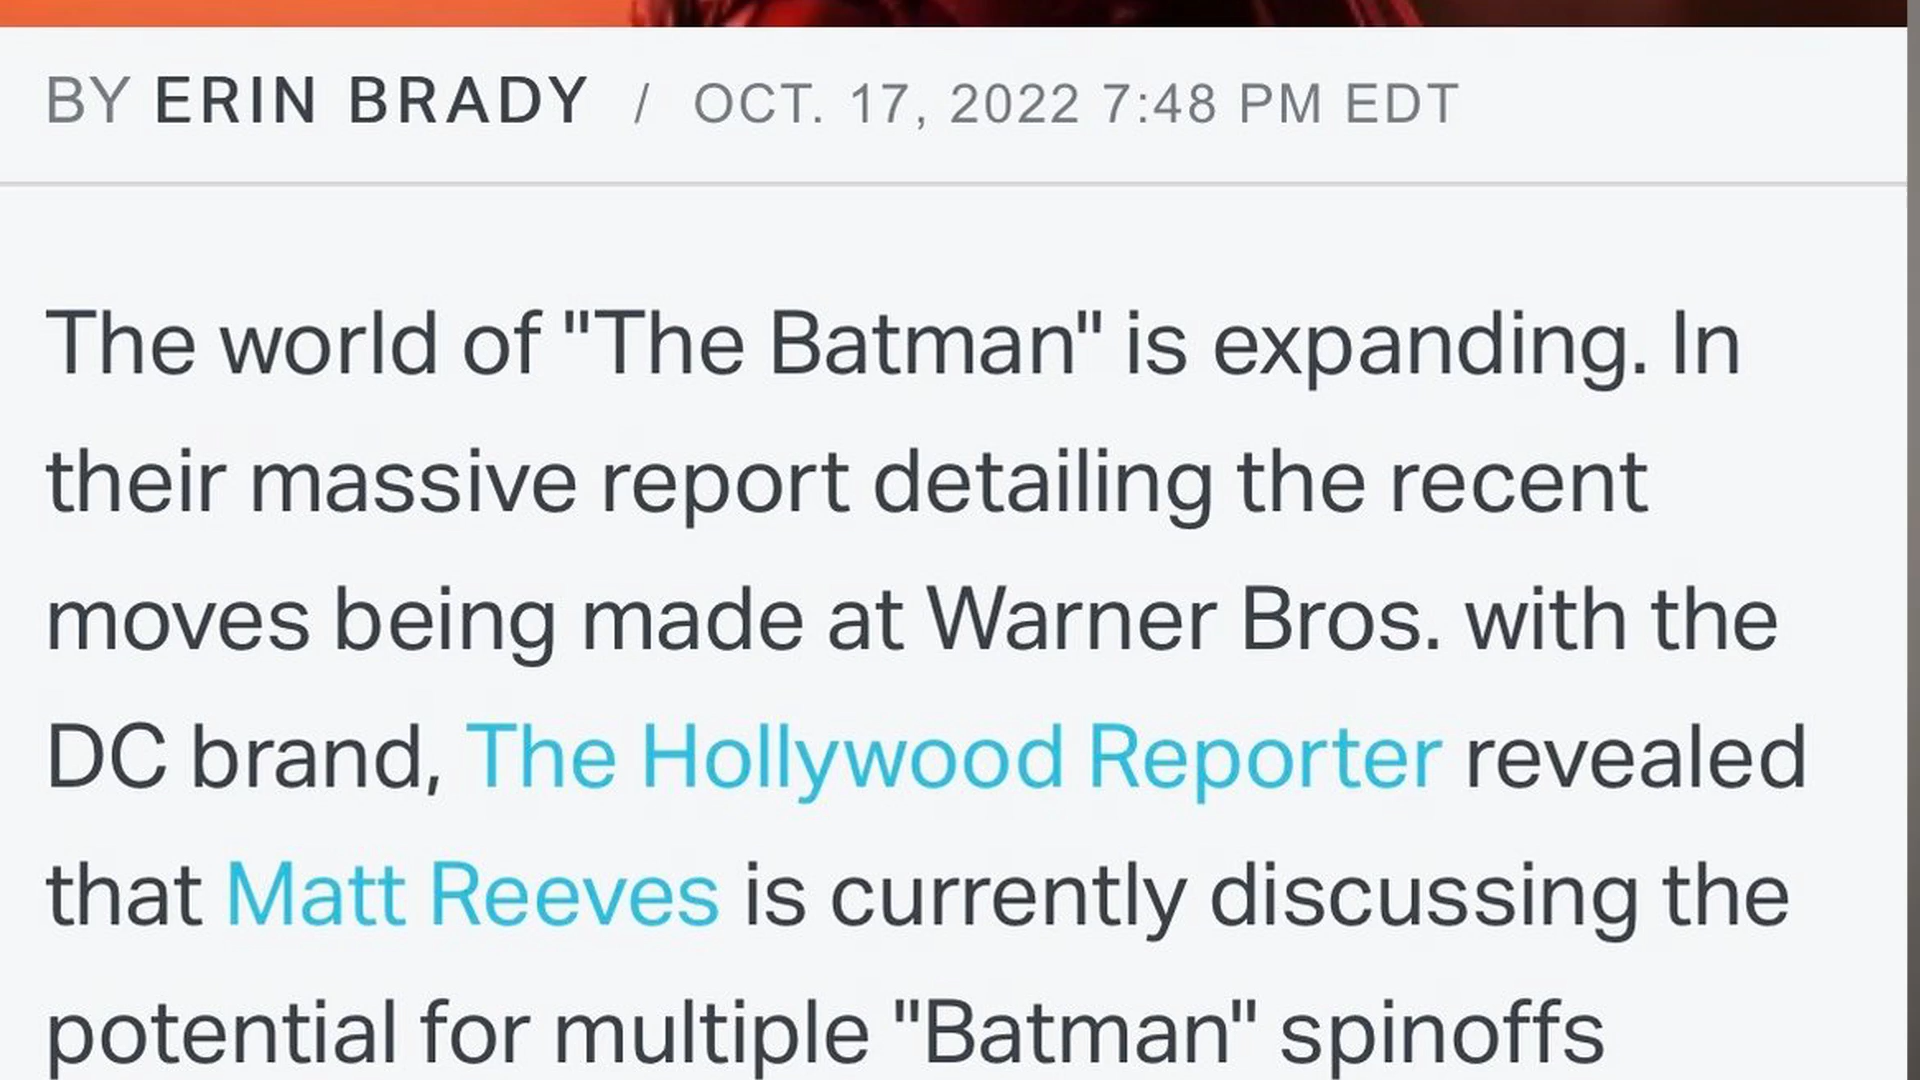 BY ERIN BRADY / OCT. 17, 2022 7:48 PM EDT
The world of "The Batman" is expanding. In
their massive report detailing the recent
moves being made at Warner Bros. with the
DC brand, The Hollywood Reporter revealed
that Matt Reeves is currently discussing the
potential for multiple "Batman" spinoffs